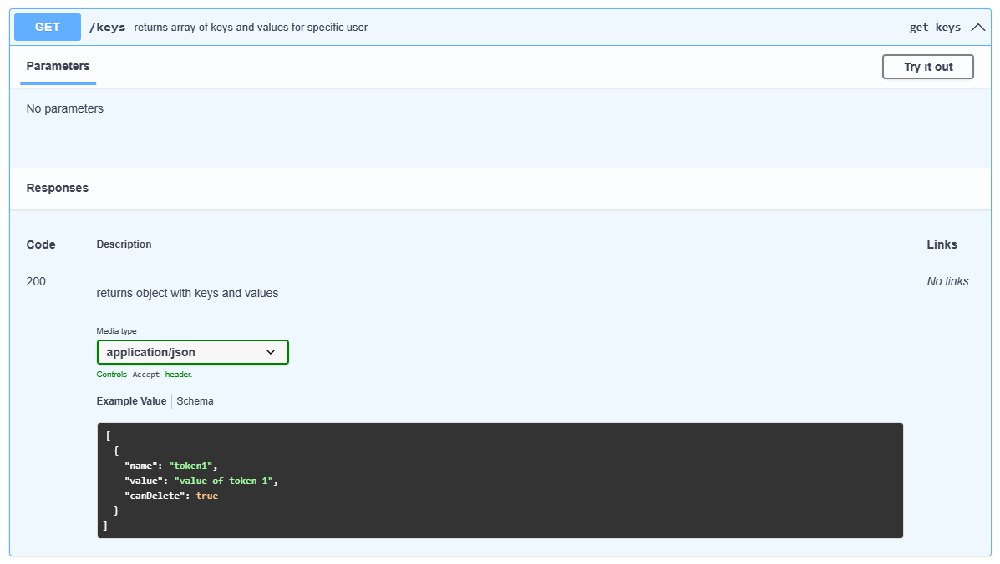 GET /keys returns array of keys and values for specific user get_keys
Parameters Try it out
No parameters
Responses
Code Description Links
200 No links
returns object with keys and values
Media type
application/json
Controls Accept header.
Example Value Schema
[
  {
    "name": "token1",
    "value": "value of token 1",
    "canDelete": true
  }
]